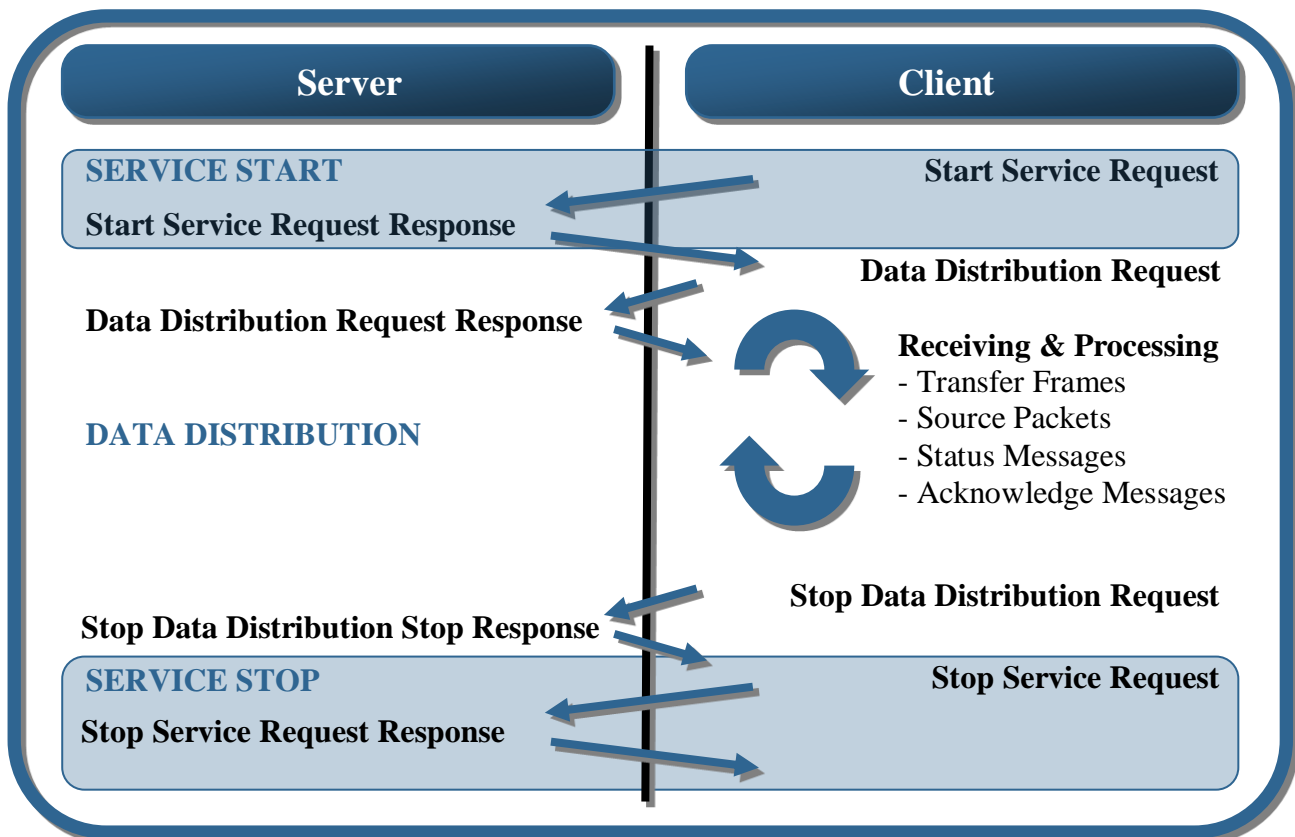 Server
Client
SERVICE START
Start Service Request
Start Service Request Response
Data Distribution Request
Data Distribution Request Response
Receiving & Processing
- Transfer Frames
- Source Packets
- Status Messages
- Acknowledge Messages
DATA DISTRIBUTION
Stop Data Distribution Request
Stop Data Distribution Stop Response
SERVICE STOP
Stop Service Request
Stop Service Request Response